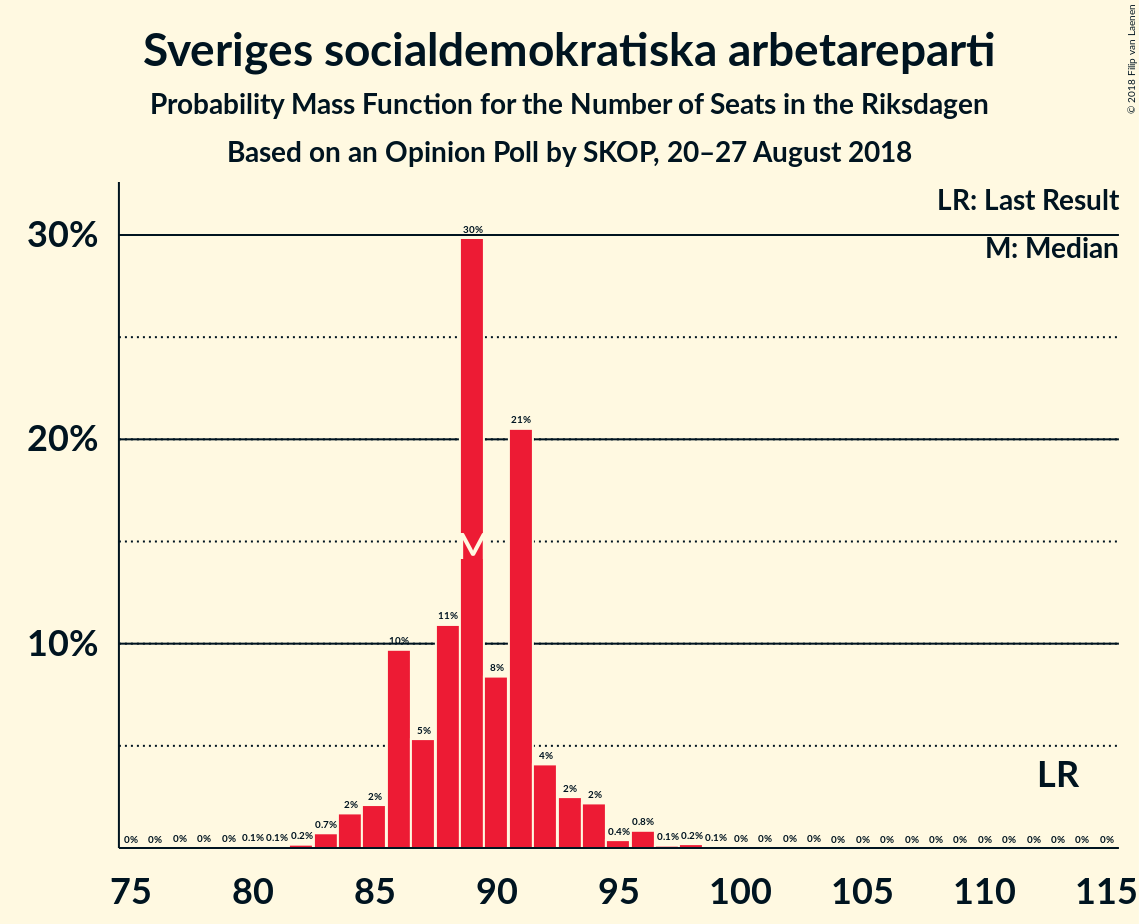 Sveriges socialdemokratiska arbetareparti
Probability Mass Function for the Number of Seats in the Riksdagen
Based on an Opinion Poll by SKOP, 20–27 August 2018
© 2018 Filip van Laenen
LR: Last Result
M: Median
30%
20%
10%
0% 0% 0% 0% 0% 0.1% 0.1% 0.2% 0.7% 2% 2% 10% 5% 11% 30% 8% 21% 4% 2% 2% 0.4% 0.8% 0.1% 0.2% 0.1% 0% 0% 0% 0% 0% 0% 0% 0% 0% 0% 0% 0% 0% 0% 0% 0%
M
LR
75 80 85 90 95 100 105 110 115